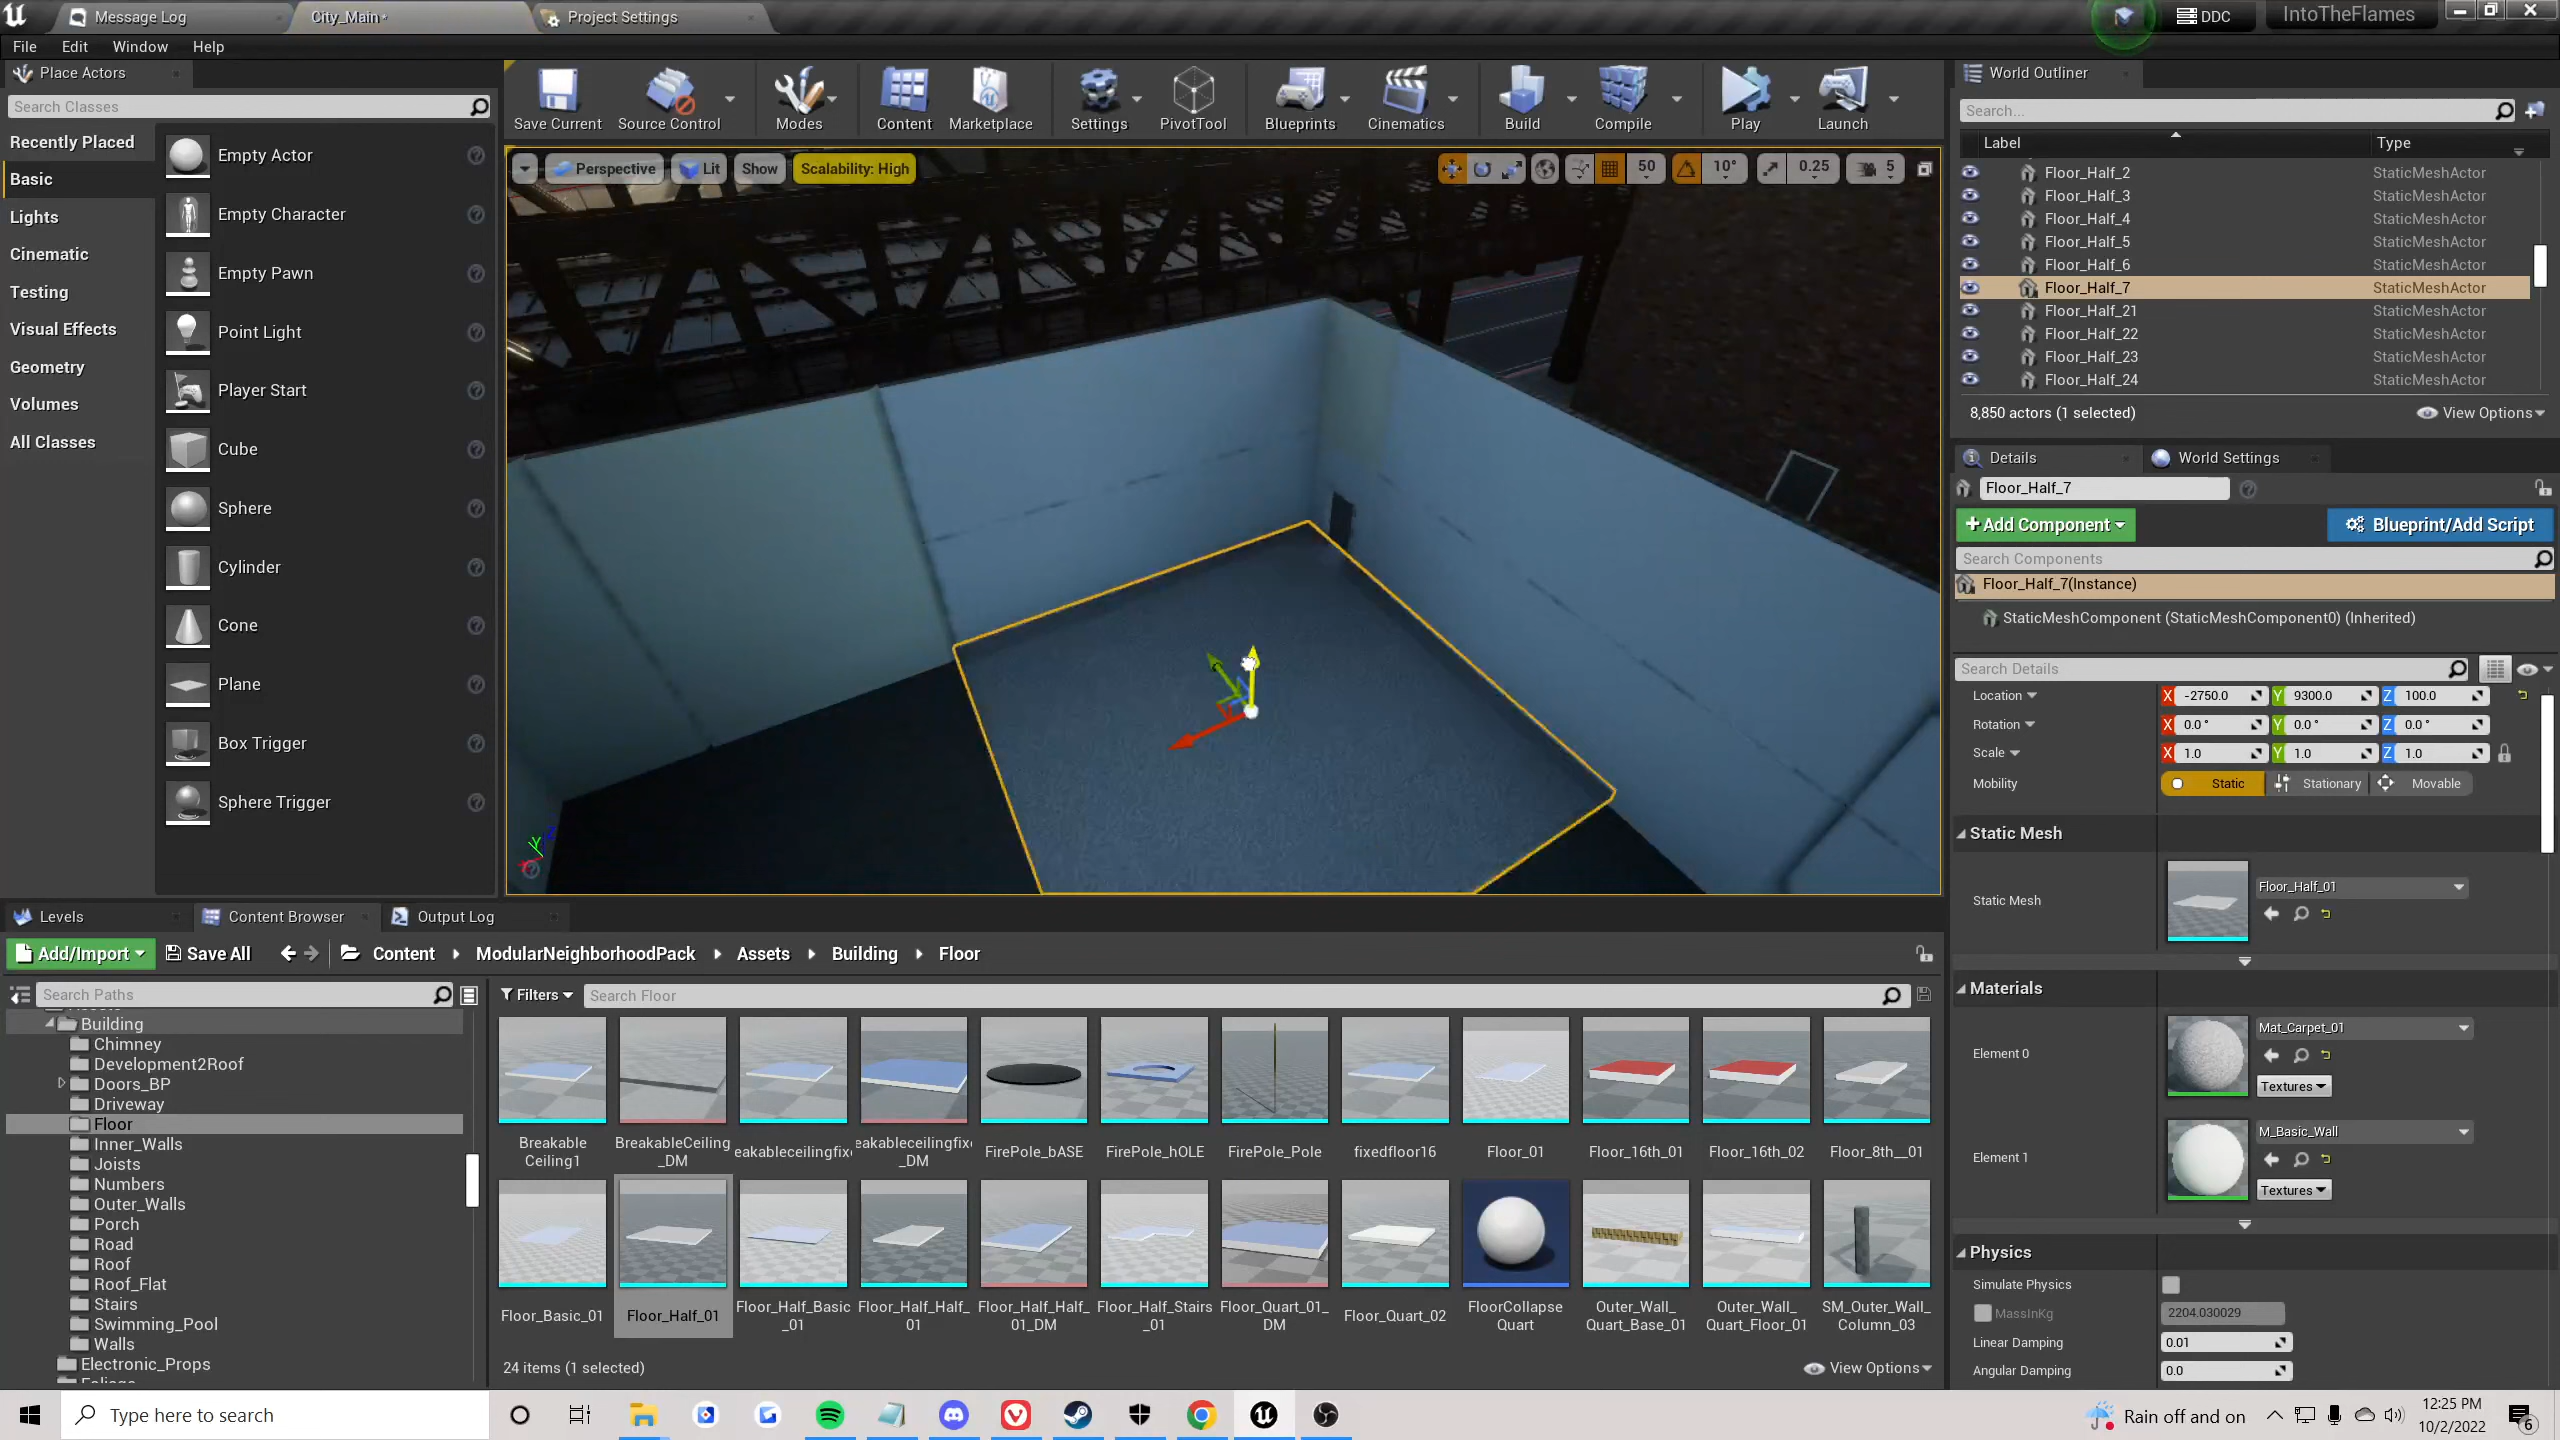 Message Log
City_Main*
Project Settings
DDC
IntoTheFlames
File
Edit
Window
Help
Place Actors
Search Classes
Recently Placed
Basic
Lights
Cinematic
Testing
Visual Effects
Geometry
Volumes
All Classes
Empty Actor
Empty Character
Empty Pawn
Point Light
Player Start
Cube
Sphere
Cylinder
Cone
Plane
Box Trigger
Sphere Trigger
Save Current
Source Control
Modes
Content
Marketplace
Settings
PivotTool
Blueprints
Cinematics
Build
Compile
Play
Launch
Perspective
Lit
Show
Scalability: High
50
10°
0.25
5
World Outliner
Search...
Label
Type
Floor_Half_2 StaticMeshActor
Floor_Half_3 StaticMeshActor
Floor_Half_4 StaticMeshActor
Floor_Half_5 StaticMeshActor
Floor_Half_6 StaticMeshActor
Floor_Half_7 StaticMeshActor
Floor_Half_21 StaticMeshActor
Floor_Half_22 StaticMeshActor
Floor_Half_23 StaticMeshActor
Floor_Half_24 StaticMeshActor
8,850 actors (1 selected)
View Options
Details
World Settings
Floor_Half_7
+Add Component
Blueprint/Add Script
Search Components
Floor_Half_7(Instance)
StaticMeshComponent (StaticMeshComponent0) (Inherited)
Search Details
Location X -2750.0 Y 9300.0 Z 100.0
Rotation X 0.0° Y 0.0° Z 0.0°
Scale X 1.0 Y 1.0 Z 1.0
Mobility Static Stationary Movable
Static Mesh
Static Mesh
Floor_Half_01
Materials
Element 0
Mat_Carpet_01
Textures
Element 1
M_Basic_Wall
Textures
Physics
Simulate Physics
MassInKg 2204.030029
Linear Damping 0.01
Angular Damping 0.0
Y
Z
Levels
Content Browser
Output Log
Add/Import
Save All
Content
ModularNeighborhoodPack
Assets
Building
Floor
Search Paths
Filters
Search Floor
Building
Chimney
Development2Roof
Doors_BP
Driveway
Floor
Inner_Walls
Joists
Numbers
Outer_Walls
Porch
Road
Roof
Roof_Flat
Stairs
Swimming_Pool
Walls
Electronic_Props
Breakable
Ceiling1
BreakableCeiling
_DM
eakableceilingfix
eakableceilingfix
_DM
FirePole_bASE
FirePole_hOLE
FirePole_Pole
fixedfloor16
Floor_01
Floor_16th_01
Floor_16th_02
Floor_8th__01
Floor_Basic_01
Floor_Half_01
Floor_Half_Basic
_01
Floor_Half_Half_
01
Floor_Half_Half_
01_DM
Floor_Half_Stairs
_01
Floor_Quart_01_
DM
Floor_Quart_02
FloorCollapse
Quart
Outer_Wall_
Quart_Base_01
Outer_Wall_
Quart_Floor_01
SM_Outer_Wall_
Column_03
24 items (1 selected)
View Options
Type here to search
Rain off and on
12:25 PM
10/2/2022
6